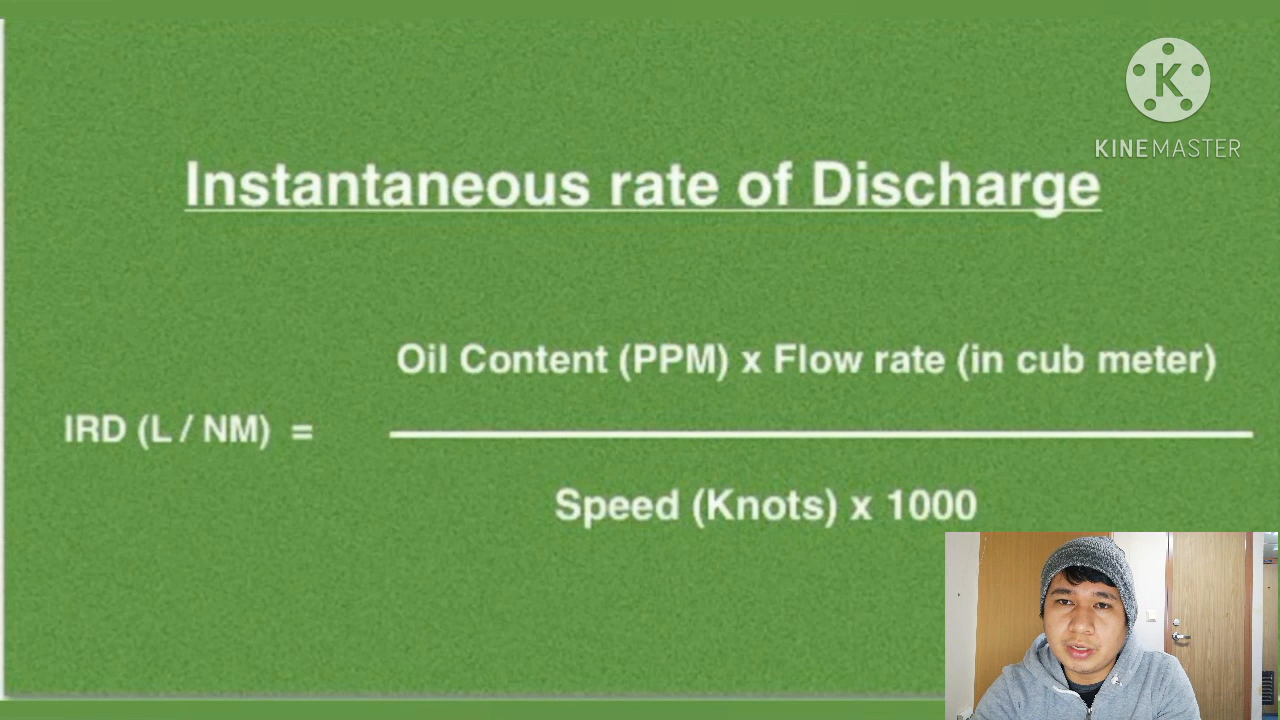 K
KINEMASTER
Instantaneous rate of Discharge
Oil Content (PPM) x Flow rate (in cub meter)
IRD (L / NM) =
Speed (Knots) x 1000